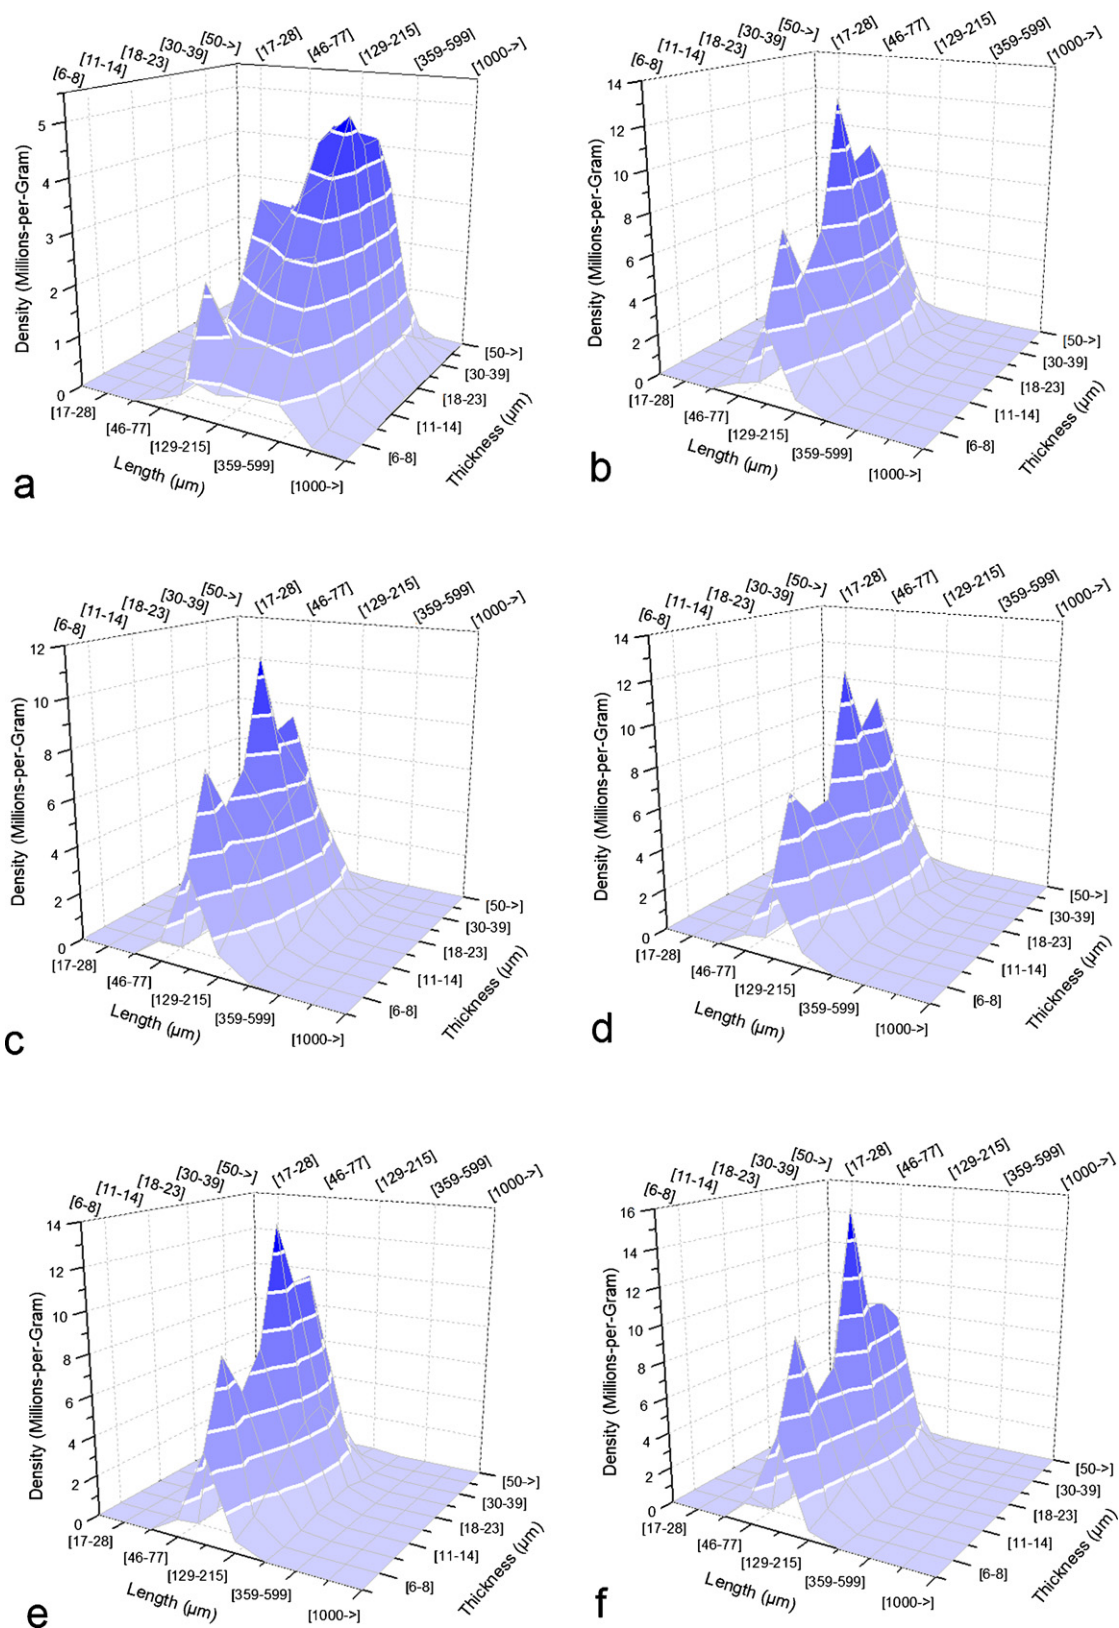 [6-8] [11-14] [18-23] [30-39] [50->] [17-28] [46-77] [129-215] [359-599] [1000->]
5
4
3
2
1
0
Density (Millions-per-Gram)
[17-28] [46-77] [129-215] [359-599] [1000->]
Length (µm)
[6-8] [11-14] [18-23] [30-39] [50->]
Thickness (µm)
a
[6-8] [11-14] [18-23] [30-39] [50->] [17-28] [46-77] [129-215] [359-599] [1000->]
14
12
10
8
6
4
2
0
Density (Millions-per-Gram)
[17-28] [46-77] [129-215] [359-599] [1000->]
Length (µm)
[6-8] [11-14] [18-23] [30-39] [50->]
Thickness (µm)
b
[6-8] [11-14] [18-23] [30-39] [50->] [17-28] [46-77] [129-215] [359-599] [1000->]
12
10
8
6
4
2
0
Density (Millions-per-Gram)
[17-28] [46-77] [129-215] [359-599] [1000->]
Length (µm)
[6-8] [11-14] [18-23] [30-39] [50->]
Thickness (µm)
c
[6-8] [11-14] [18-23] [30-39] [50->] [17-28] [46-77] [129-215] [359-599] [1000->]
14
12
10
8
6
4
2
0
Density (Millions-per-Gram)
[17-28] [46-77] [129-215] [359-599] [1000->]
Length (µm)
[6-8] [11-14] [18-23] [30-39] [50->]
Thickness (µm)
d
[6-8] [11-14] [18-23] [30-39] [50->] [17-28] [46-77] [129-215] [359-599] [1000->]
14
12
10
8
6
4
2
0
Density (Millions-per-Gram)
[17-28] [46-77] [129-215] [359-599] [1000->]
Length (µm)
[6-8] [11-14] [18-23] [30-39] [50->]
Thickness (µm)
e
[6-8] [11-14] [18-23] [30-39] [50->] [17-28] [46-77] [129-215] [359-599] [1000->]
16
14
12
10
8
6
4
2
0
Density (Millions-per-Gram)
[17-28] [46-77] [129-215] [359-599] [1000->]
Length (µm)
[6-8] [11-14] [18-23] [30-39] [50->]
Thickness (µm)
f